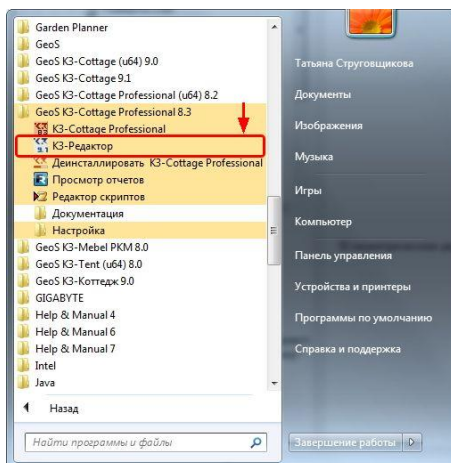 Garden Planner
GeoS
GeoS K3-Cottage (u64) 9.0
GeoS K3-Cottage 9.1
GeoS K3-Cottage Professional (u64) 8.2
GeoS K3-Cottage Professional 8.3
K3-Cottage Professional
К3-Редактор
Деинсталлировать K3-Cottage Professional
Просмотр отчетов
Редактор скриптов
Документация
Настройка
GeoS K3-Mebel PKM 8.0
GeoS K3-Tent (u64) 8.0
GeoS К3-Коттедж 9.0
GIGABYTE
Help & Manual 4
Help & Manual 6
Help & Manual 7
Intel
Java
Назад
Найти программы и файлы
Татьяна Струговщикова
Документы
Изображения
Музыка
Игры
Компьютер
Панель управления
Устройства и принтеры
Программы по умолчанию
Справка и поддержка
Завершение работы